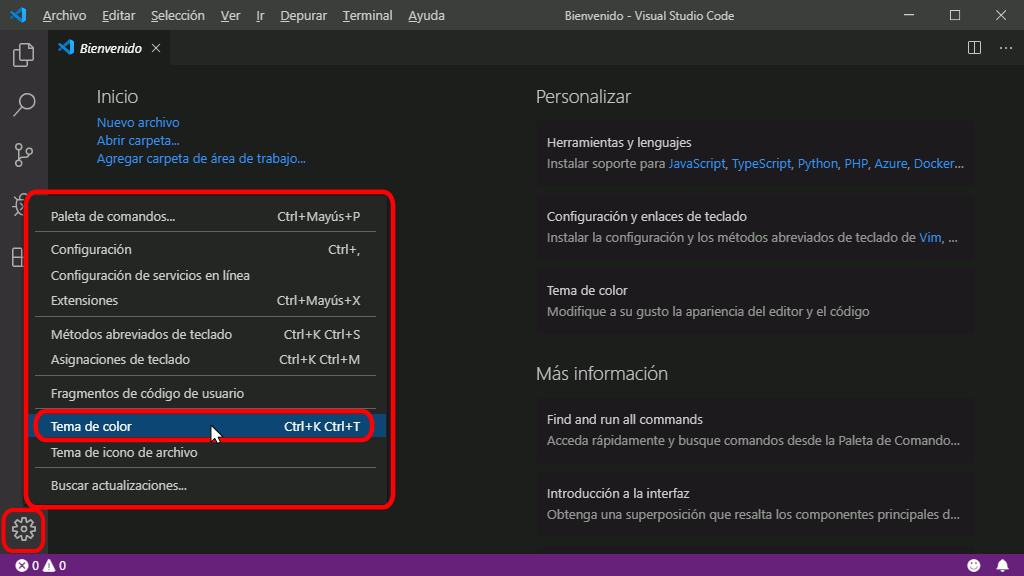 Archivo Editar Selección Ver Ir Depurar Terminal Ayuda Bienvenido - Visual Studio Code
Bienvenido
Inicio
Nuevo archivo
Abrir carpeta...
Agregar carpeta de área de trabajo...
Paleta de comandos... Ctrl+Mayús+P
Configuración Ctrl+,
Configuración de servicios en línea
Extensiones Ctrl+Mayús+X
Métodos abreviados de teclado Ctrl+K Ctrl+S
Asignaciones de teclado Ctrl+K Ctrl+M
Fragmentos de código de usuario
Tema de color Ctrl+K Ctrl+T
Tema de icono de archivo
Buscar actualizaciones...
Personalizar
Herramientas y lenguajes
Instalar soporte para JavaScript, TypeScript, Python, PHP, Azure, Docker...
Configuración y enlaces de teclado
Instalar la configuración y los métodos abreviados de teclado de Vim, ...
Tema de color
Modifique a su gusto la apariencia del editor y el código
Más información
Find and run all commands
Acceda rápidamente y busque comandos desde la Paleta de Comando...
Introducción a la interfaz
Obtenga una superposición que resalta los componentes principales d...
0 0